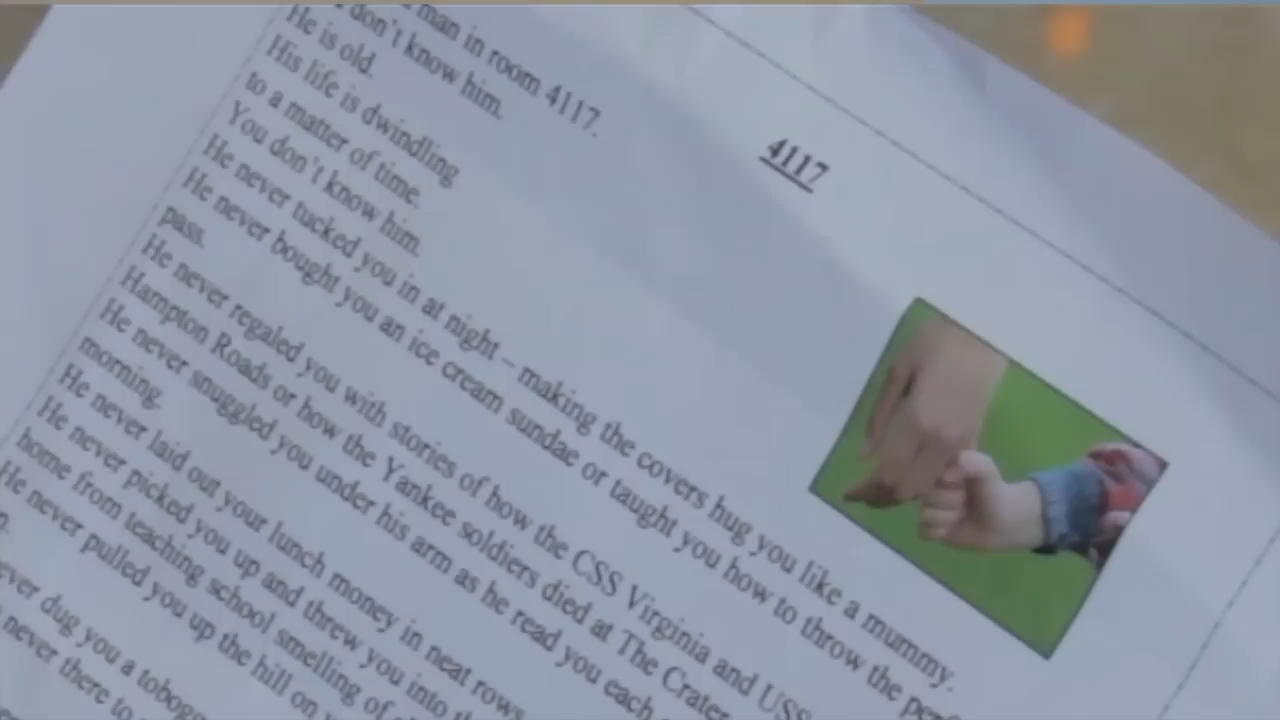 4117
man in room 4117.
don't know him.
He is old.
His life is dwindling
to a matter of time.
You don't know him.
He never tucked you in at night – making the covers hug you like a mummy.
He never bought you an ice cream sundae or taught you how to throw the
pass.
He never regaled you with stories of how the CSS Virginia and USS
Hampton Roads or how the Yankee soldiers died at The Crater
He never snuggled you under his arm as he read you each
morning.
He never laid out your lunch money in neat rows
He never picked you up and threw you into
home from teaching school smelling of
He never pulled you up the hill on
dug you a
never there to